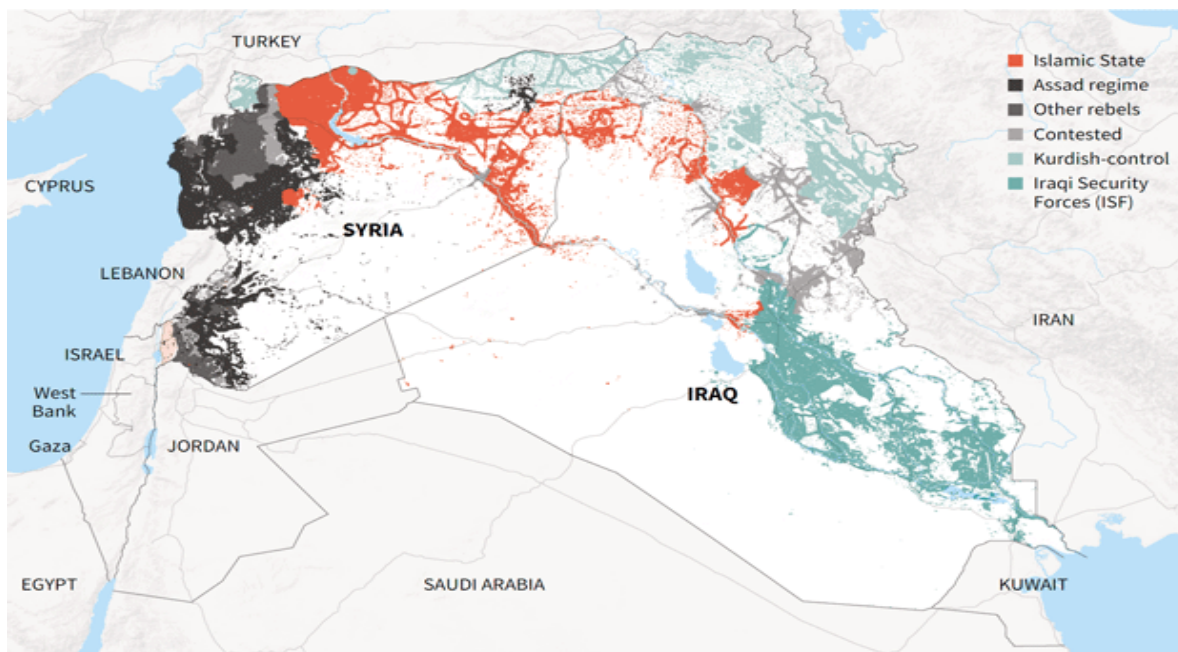 TURKEY
Islamic State
Assad regime
Other rebels
Contested
Kurdish-control
Iraqi Security
Forces (ISF)
CYPRUS
SYRIA
LEBANON
IRAN
ISRAEL
West
Bank
IRAQ
Gaza
JORDAN
EGYPT
SAUDI ARABIA
KUWAIT